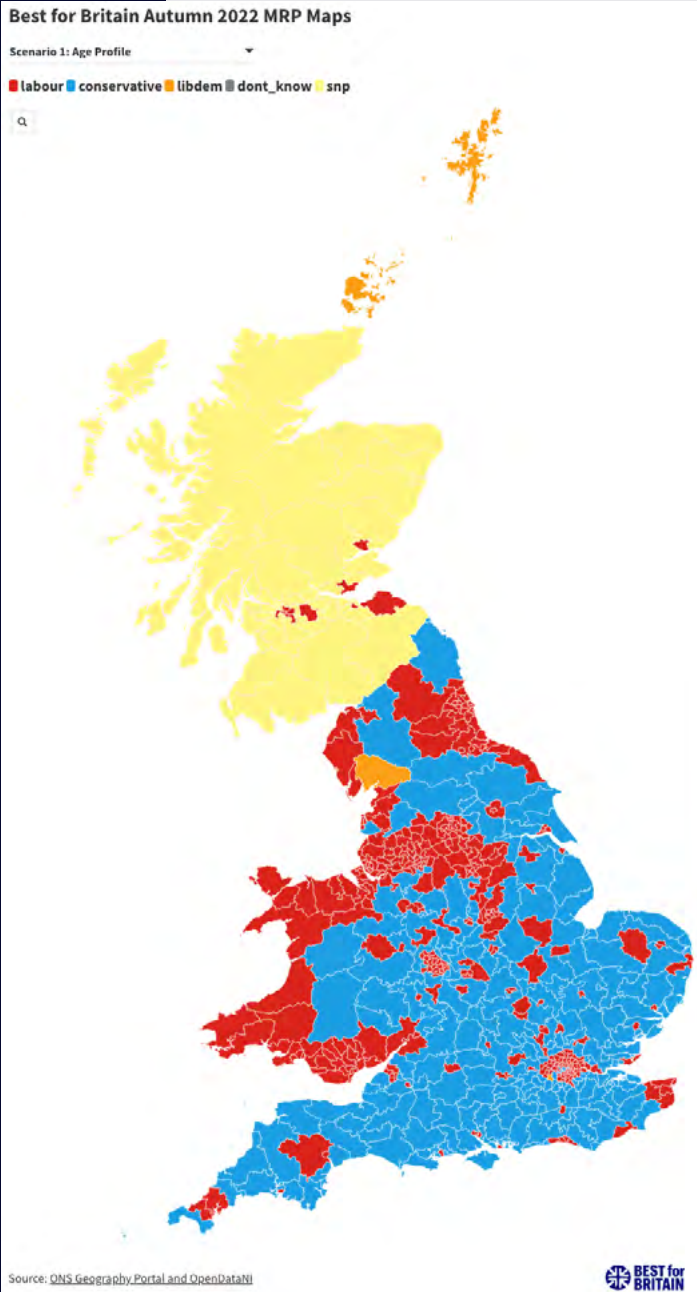 Best for Britain Autumn 2022 MRP Maps
Scenario 1: Age Profile
labour conservative libdem dont_know snp
Source: ONS Geography Portal and OpenDataNI
BEST for
BRITAIN